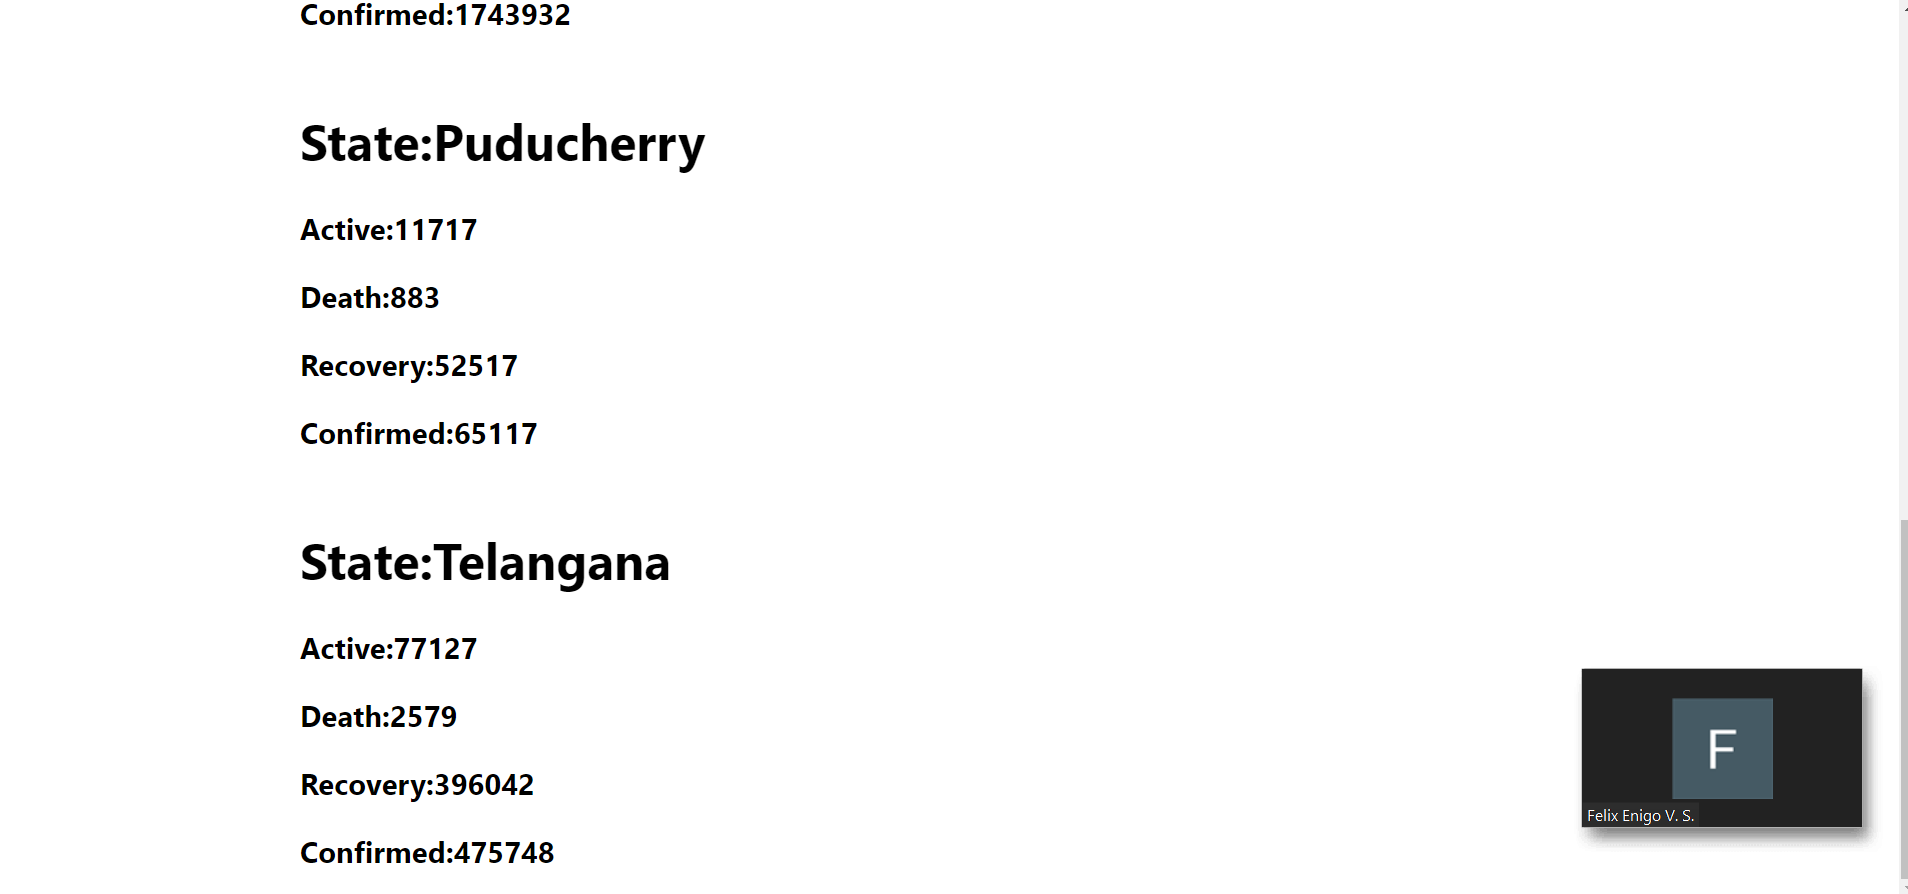 Confirmed:1743932
State:Puducherry
Active:11717
Death:883
Recovery:52517
Confirmed:65117
State:Telangana
Active:77127
Death:2579
Recovery:396042
Confirmed:475748
F
Felix Enigo V. S.